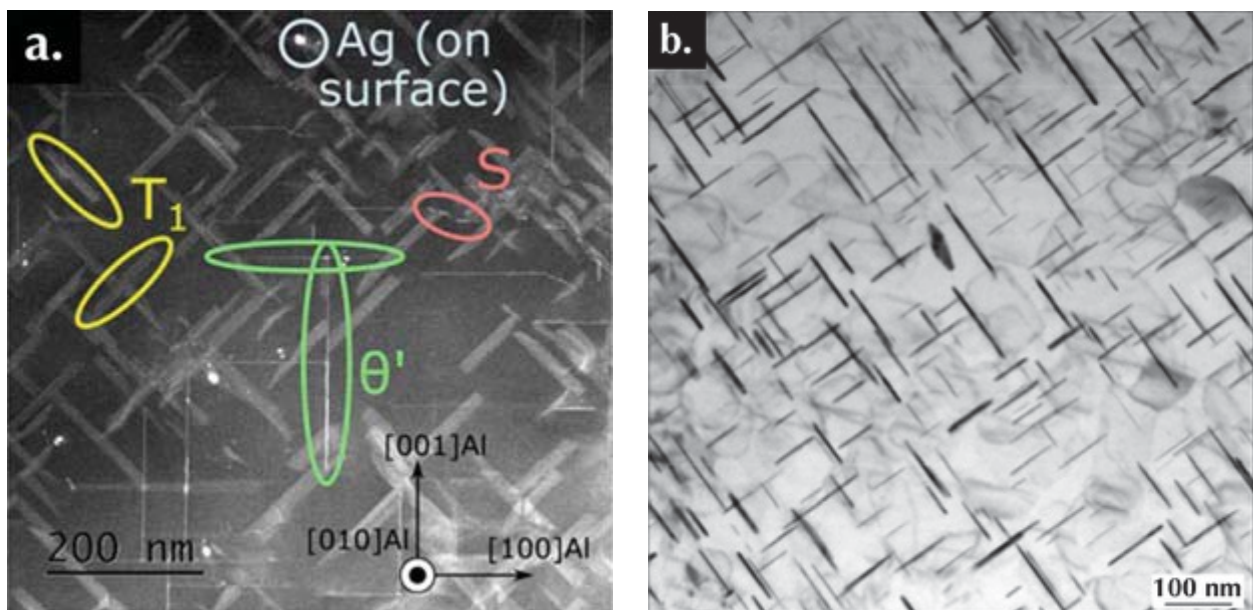 a.
Ag (on
surface)
T₁
S
θ'
[001]Al
[010]Al
[100]Al
200 nm
b.
100 nm